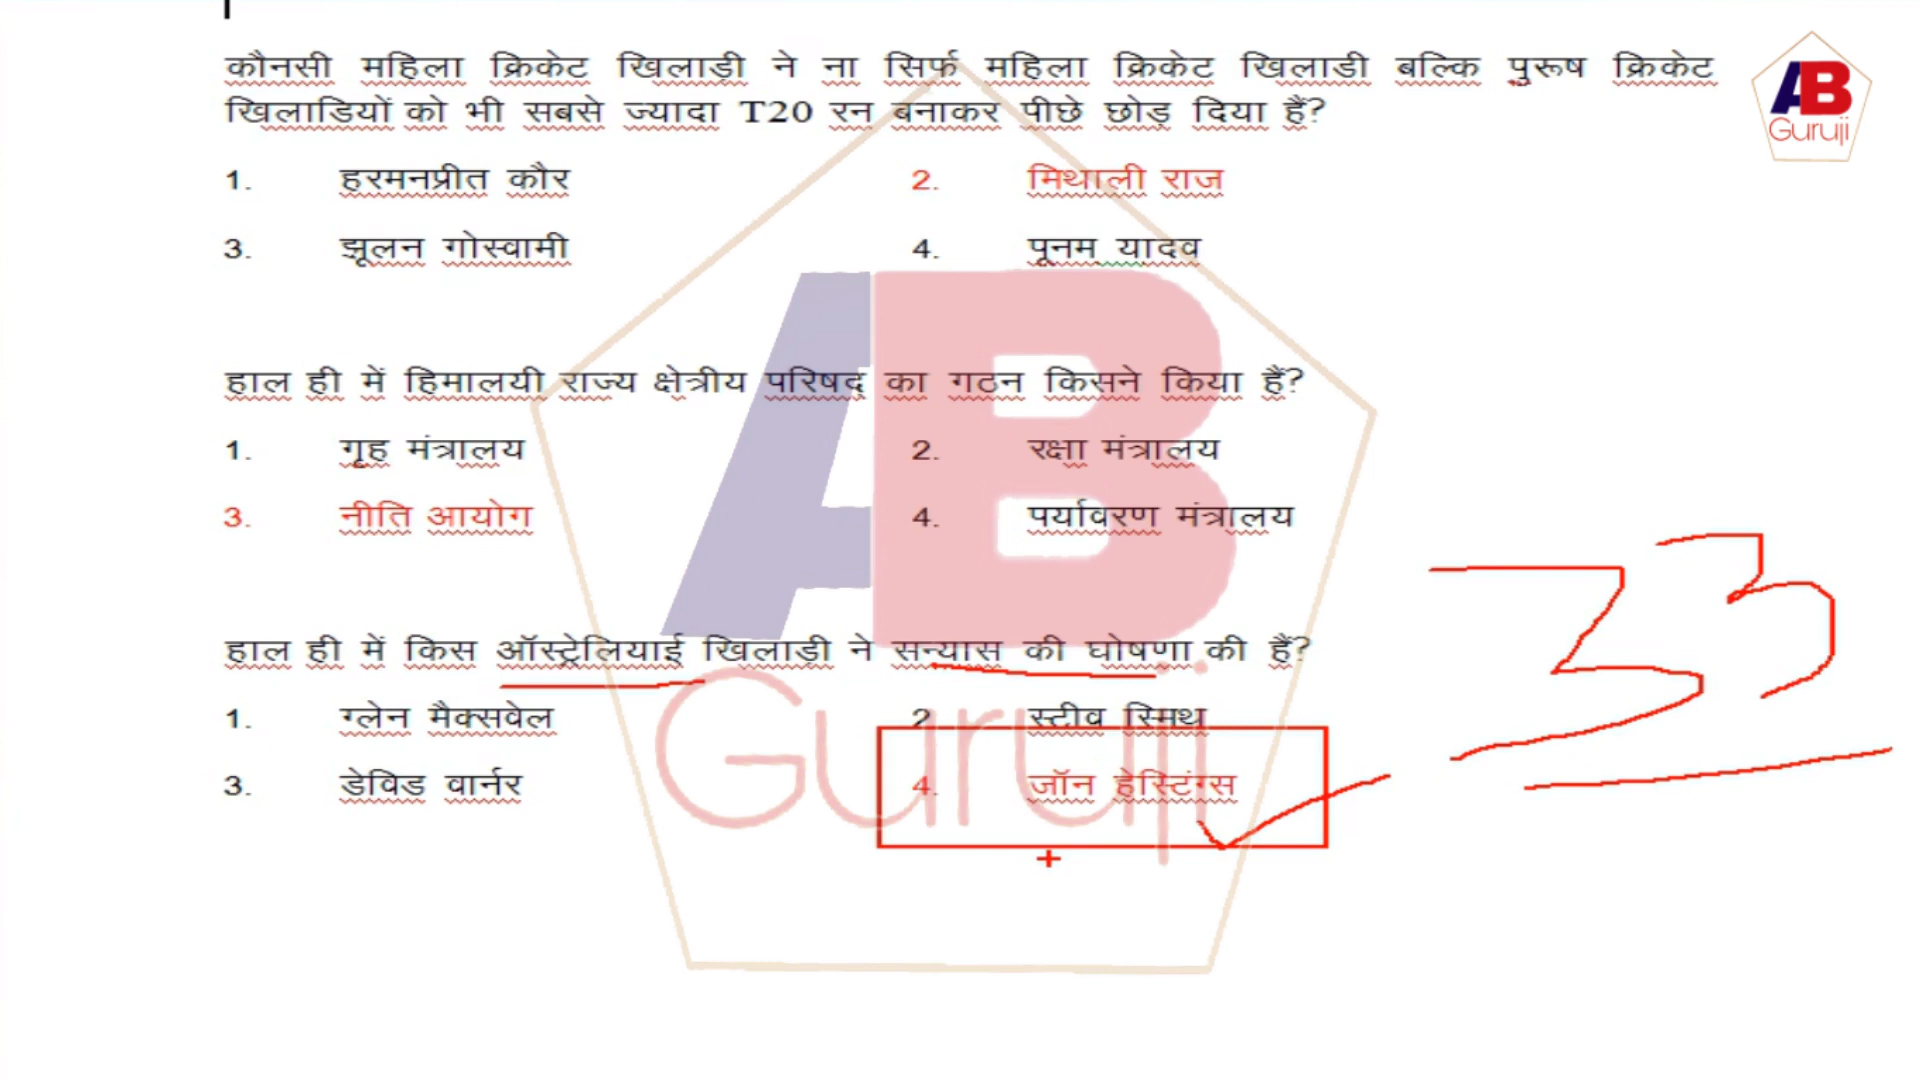 AB
Guruji
कौनसी महिला क्रिकेट खिलाड़ी ने ना सिर्फ महिला क्रिकेट खिलाडी बल्कि पुरूष क्रिकेट
खिलाडियों को भी सबसे ज्यादा T20 रन बनाकर पीछे छोड़ दिया हैं?
1. हरमनप्रीत कौर 2. मिथाली राज
3. झूलन गोस्वामी 4. पूनम यादव
हाल ही में हिमालयी राज्य क्षेत्रीय परिषद् का गठन किसने किया हैं?
1. गृह मंत्रालय 2. रक्षा मंत्रालय
3. नीति आयोग 4. पर्यावरण मंत्रालय
हाल ही में किस ऑस्ट्रेलियाई खिलाड़ी ने सन्यास की घोषणा की हैं?
1. ग्लेन मैक्सवेल 2. स्टीव स्मिथ
3. डेविड वार्नर 4. जॉन हेस्टिंग्स
33
AB
Guruji